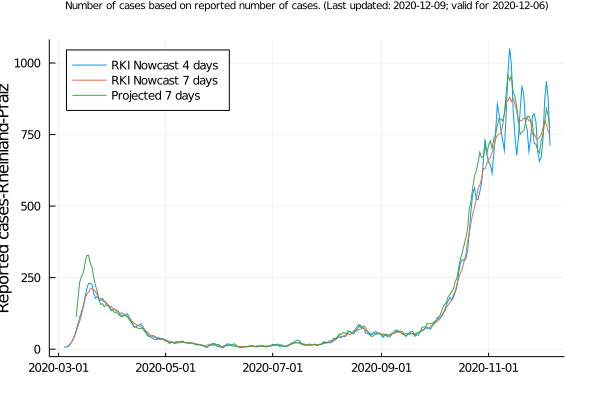 Number of cases based on reported number of cases. (Last updated: 2020-12-09; valid for 2020-12-06)
Reported cases-Rheinland-Pfalz
1000
750
500
250
0
RKI Nowcast 4 days
RKI Nowcast 7 days
Projected 7 days
2020-03-01 2020-05-01 2020-07-01 2020-09-01 2020-11-01